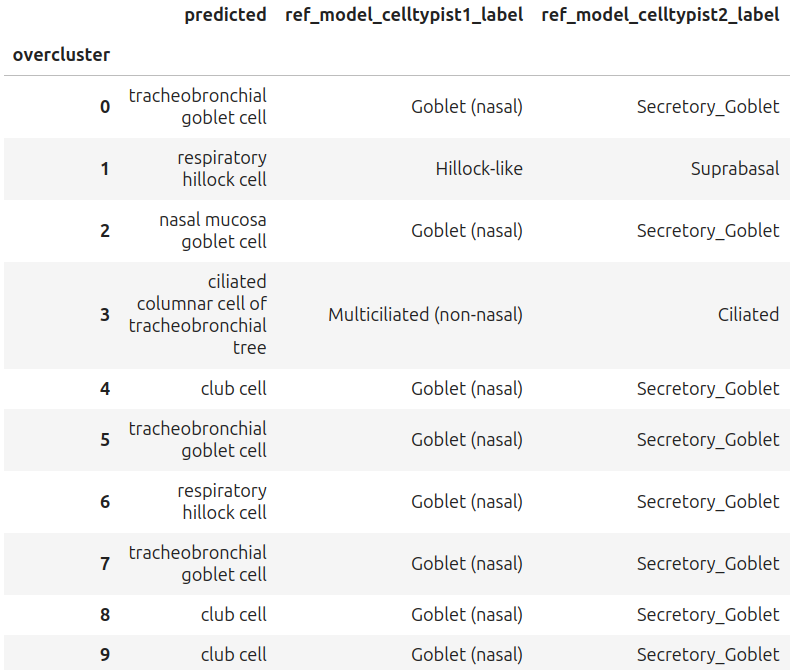 predicted ref_model_celltypist1_label ref_model_celltypist2_label
overcluster
0 tracheobronchial goblet cell Goblet (nasal) Secretory_Goblet
1 respiratory hillock cell Hillock-like Suprabasal
2 nasal mucosa goblet cell Goblet (nasal) Secretory_Goblet
3 ciliated columnar cell of tracheobronchial tree Multiciliated (non-nasal) Ciliated
4 club cell Goblet (nasal) Secretory_Goblet
5 tracheobronchial goblet cell Goblet (nasal) Secretory_Goblet
6 respiratory hillock cell Goblet (nasal) Secretory_Goblet
7 tracheobronchial goblet cell Goblet (nasal) Secretory_Goblet
8 club cell Goblet (nasal) Secretory_Goblet
9 club cell Goblet (nasal) Secretory_Goblet